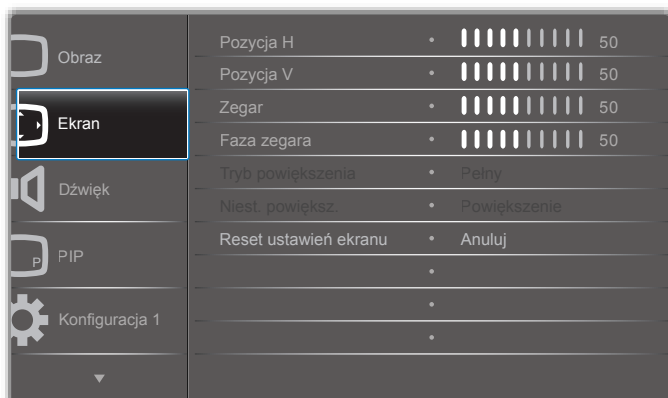 Obraz
Ekran
Dźwięk
P
PIP
Konfiguracja 1
Pozycja H • 50
Pozycja V • 50
Zegar • 50
Faza zegara • 50
Tryb powiększenia • Pełny
Niest. powiększ. • Powiększenie
Reset ustawień ekranu • Anuluj